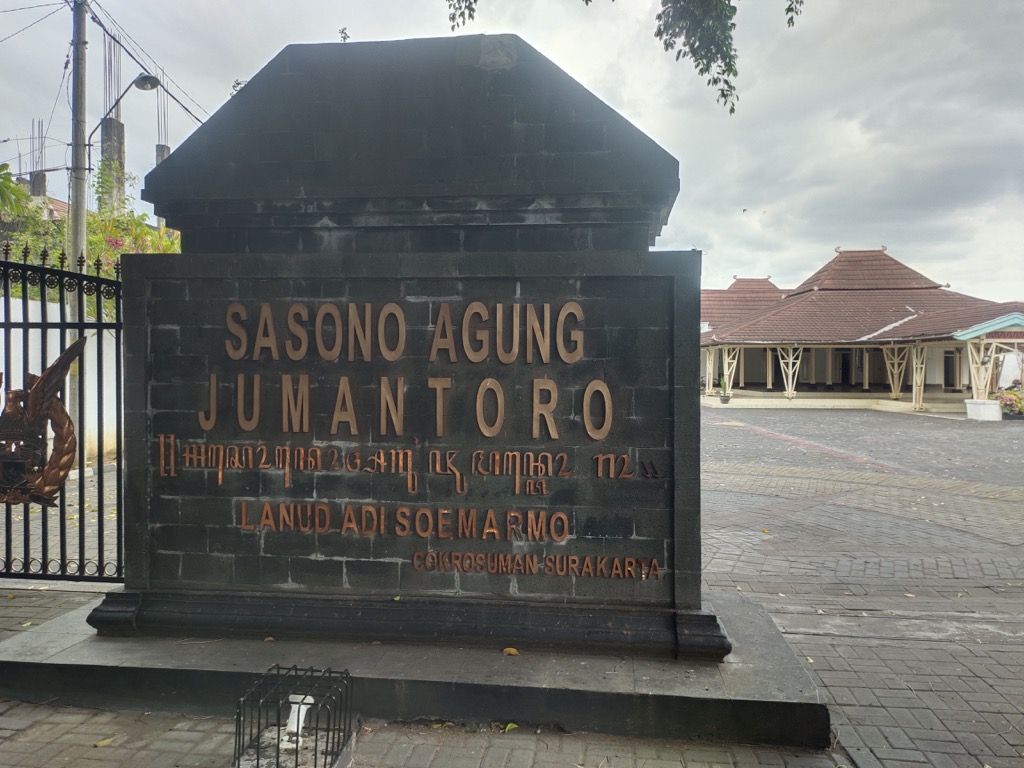 SASONO AGUNG
JUMANTORO
LANUD ADI SOEMARMO
COKROSUMAN SURAKARTA